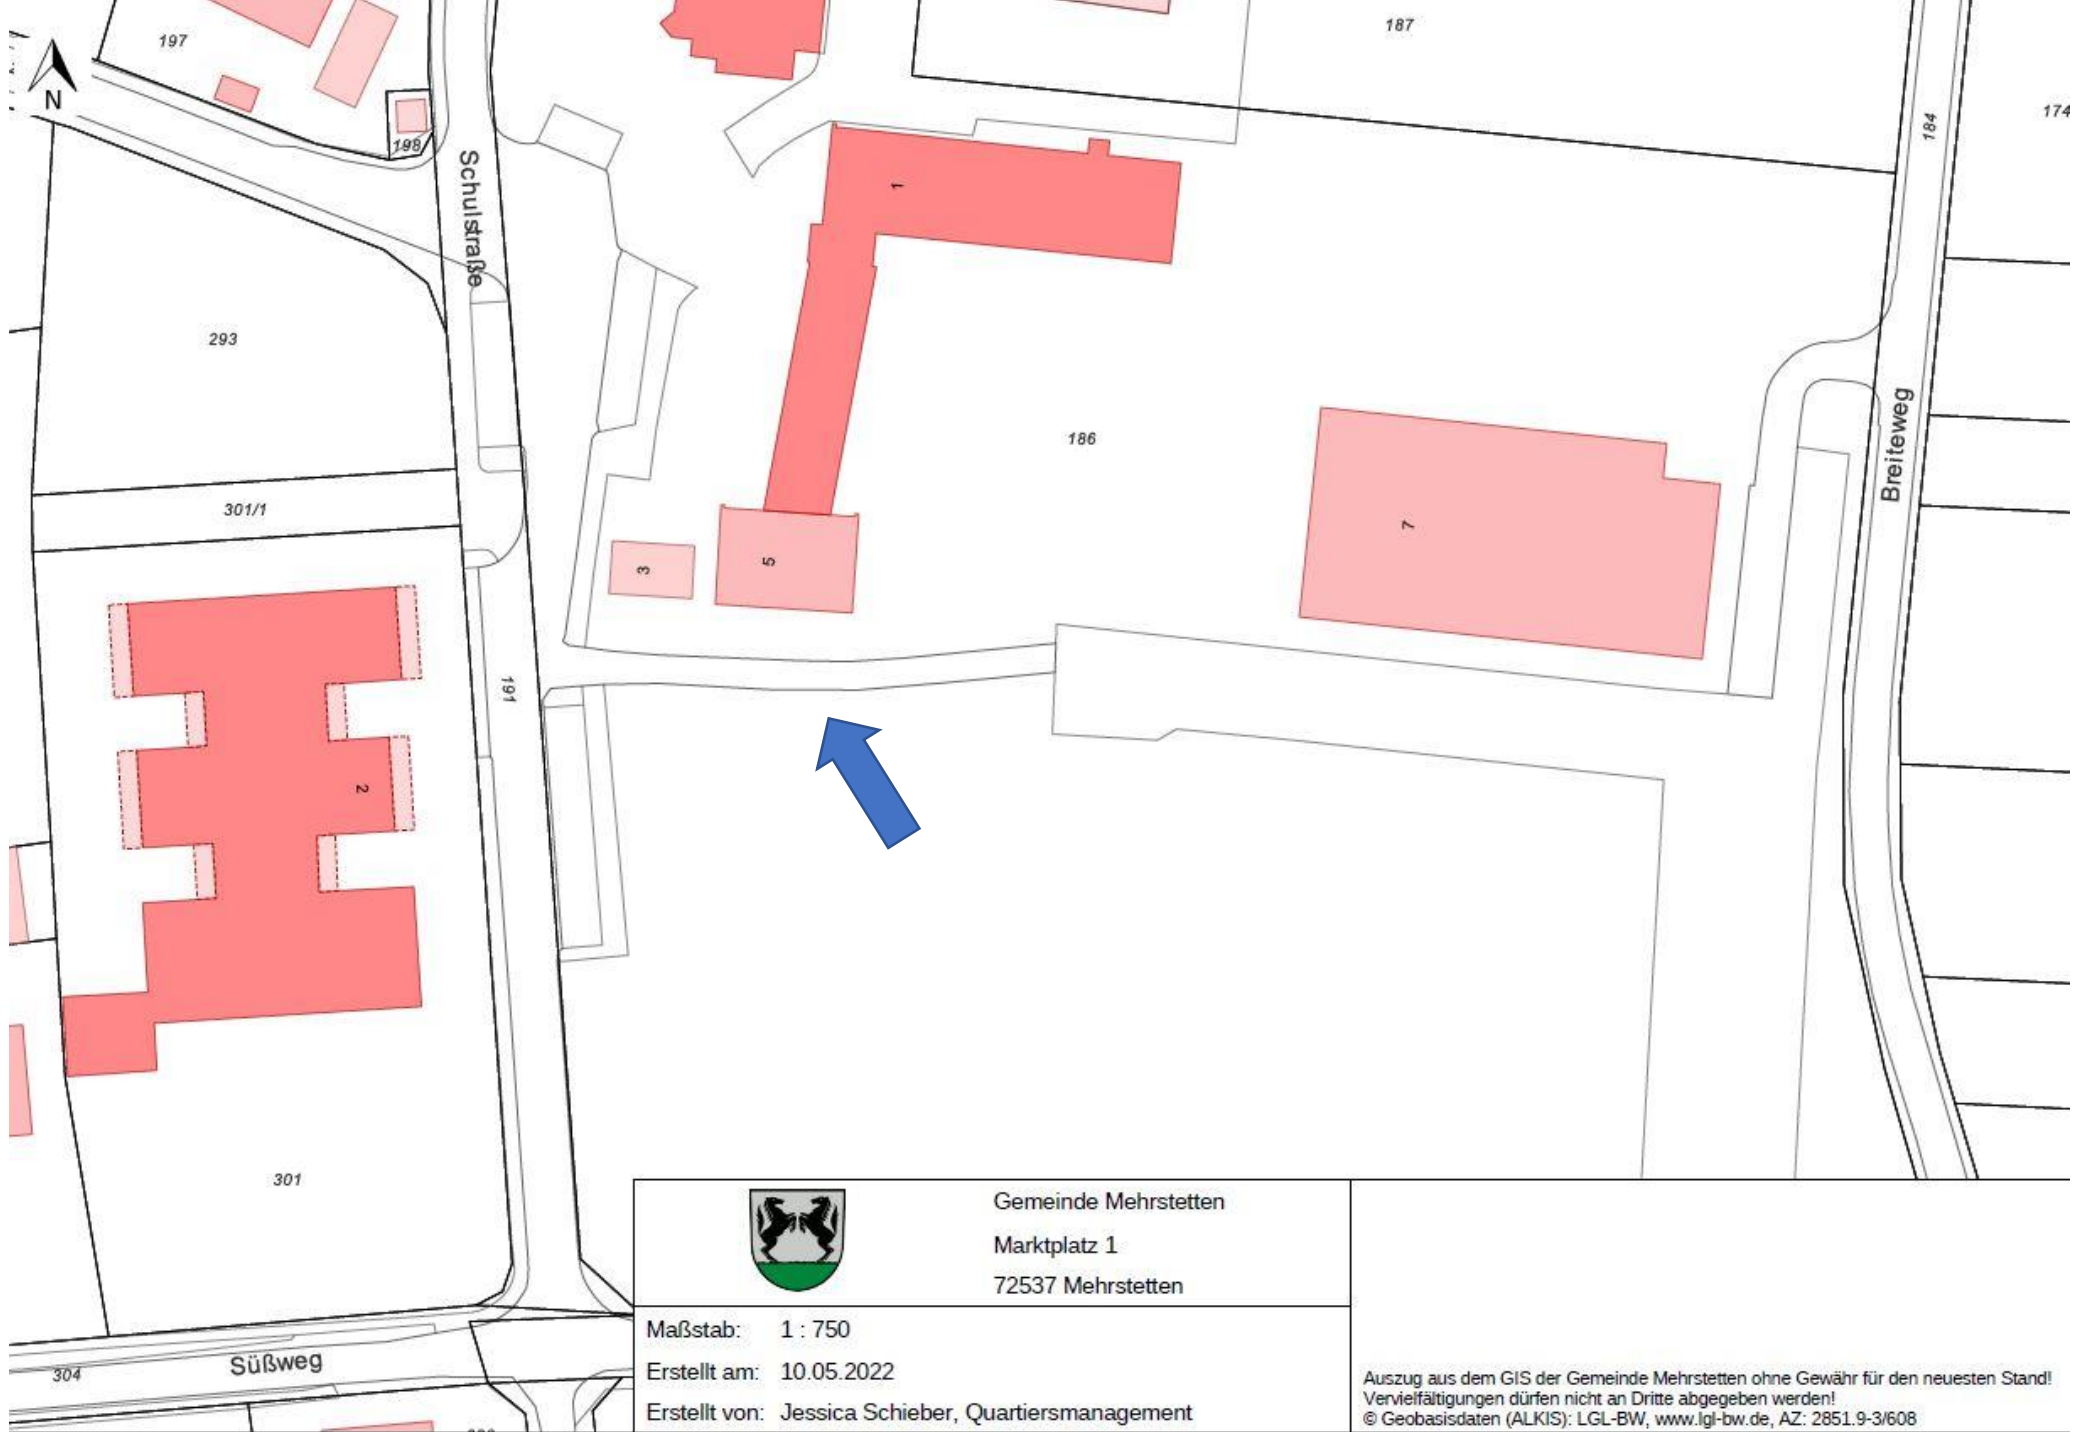 187
197
174
184
N
198
Schulstraße
1
293
186
Breiteweg
301/1
7
5
3
191
2
301
Gemeinde Mehrstetten
Marktplatz 1
72537 Mehrstetten
Maßstab: 1 : 750
Erstellt am: 10.05.2022
Erstellt von: Jessica Schieber, Quartiersmanagement
Süßweg
304
Auszug aus dem GIS der Gemeinde Mehrstetten ohne Gewähr für den neuesten Stand!
Vervielfältigungen dürfen nicht an Dritte abgegeben werden!
© Geobasisdaten (ALKIS): LGL-BW, www.lgl-bw.de, AZ: 2851.9-3/608